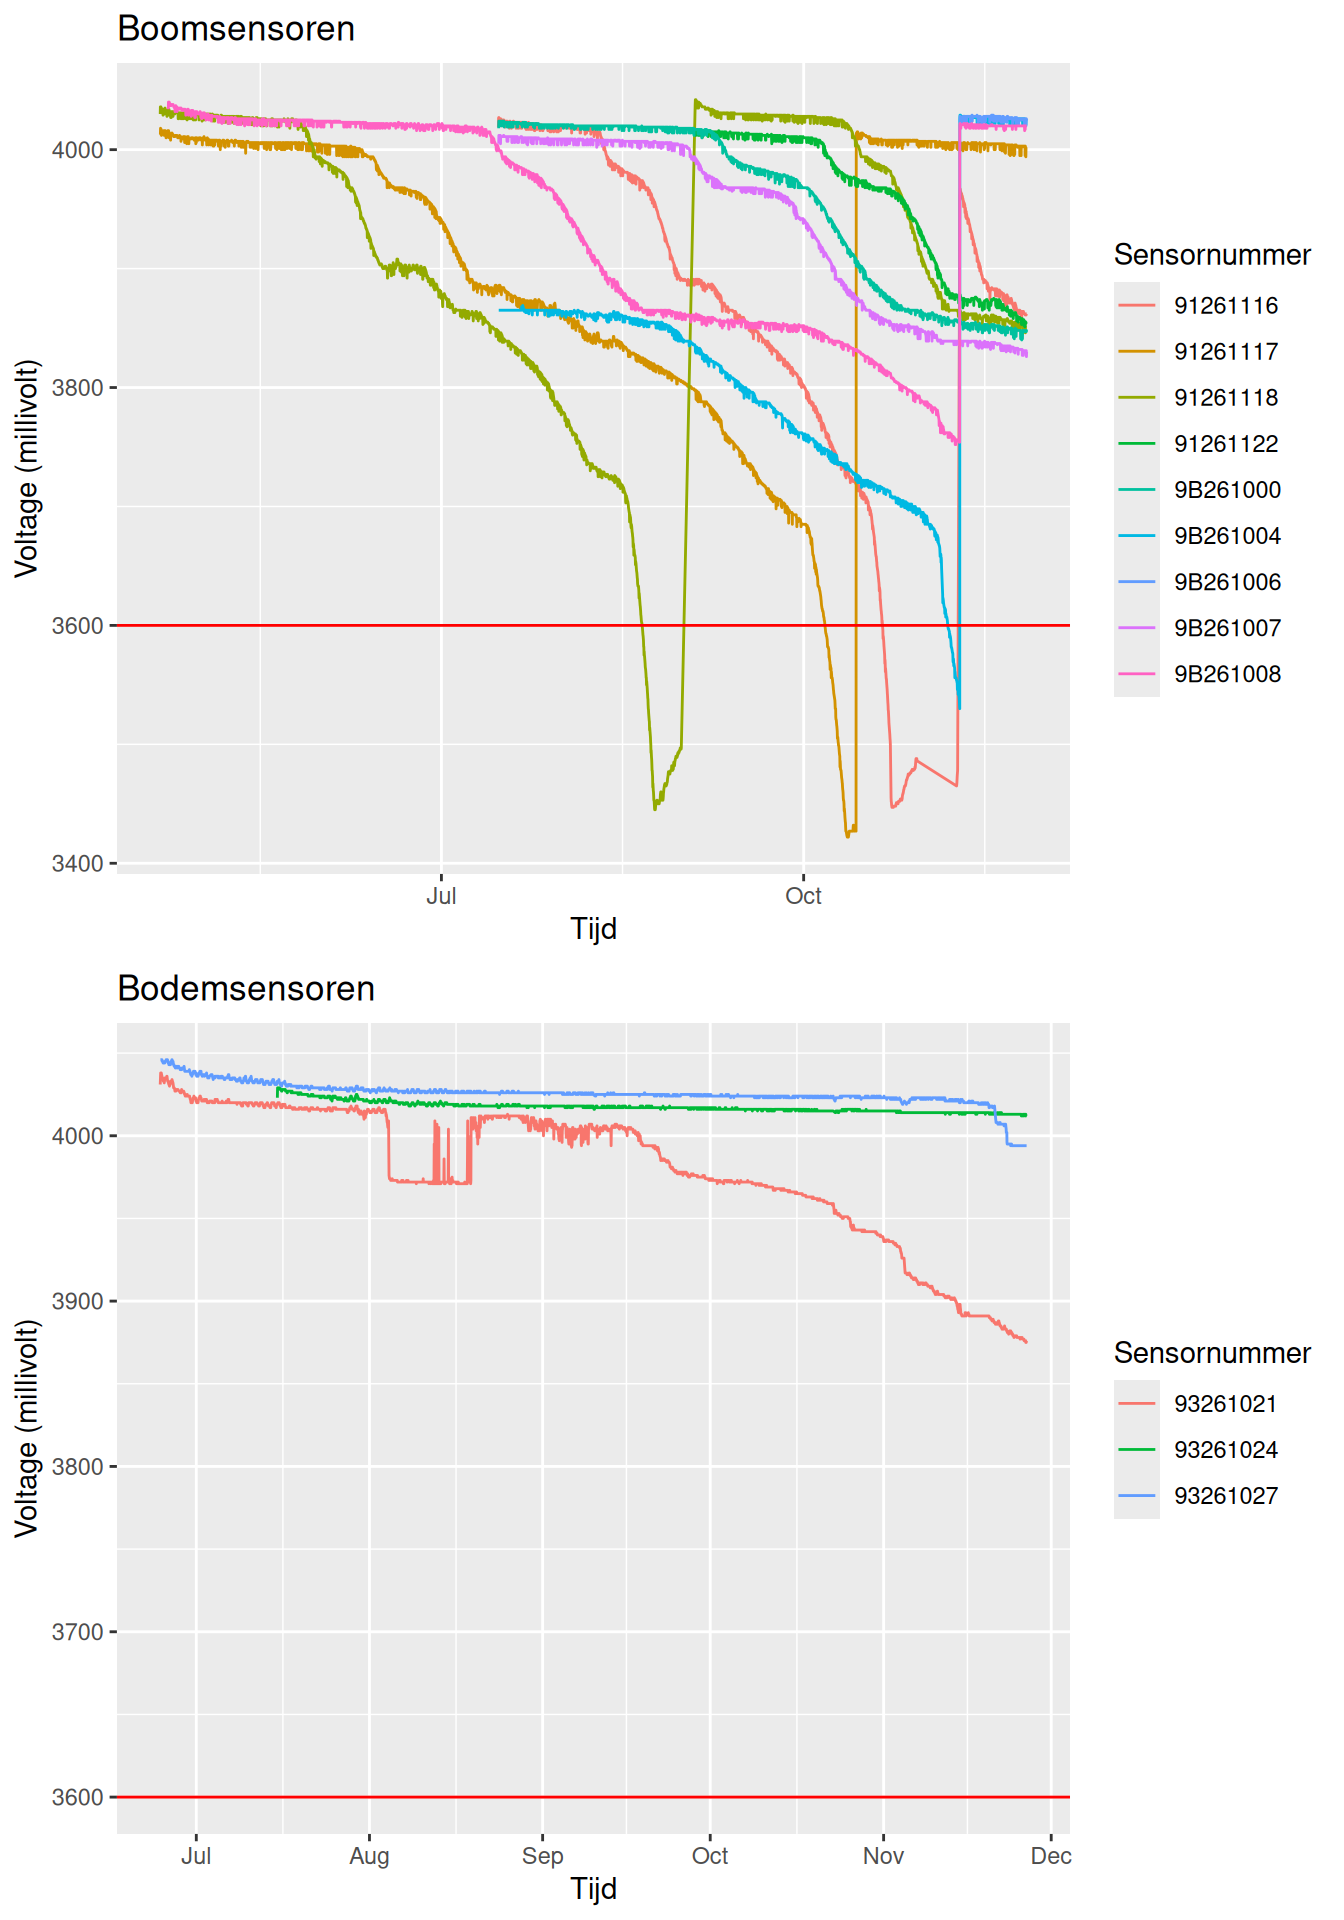 Boomsensoren
Voltage (millivolt)
4000
3800
3600
3400
Jul
Oct
Tijd
Sensornummer
91261116
91261117
91261118
91261122
9B261000
9B261004
9B261006
9B261007
9B261008
Bodemsensoren
Voltage (millivolt)
4000
3900
3800
3700
3600
Jul
Aug
Sep
Oct
Nov
Dec
Tijd
Sensornummer
93261021
93261024
93261027